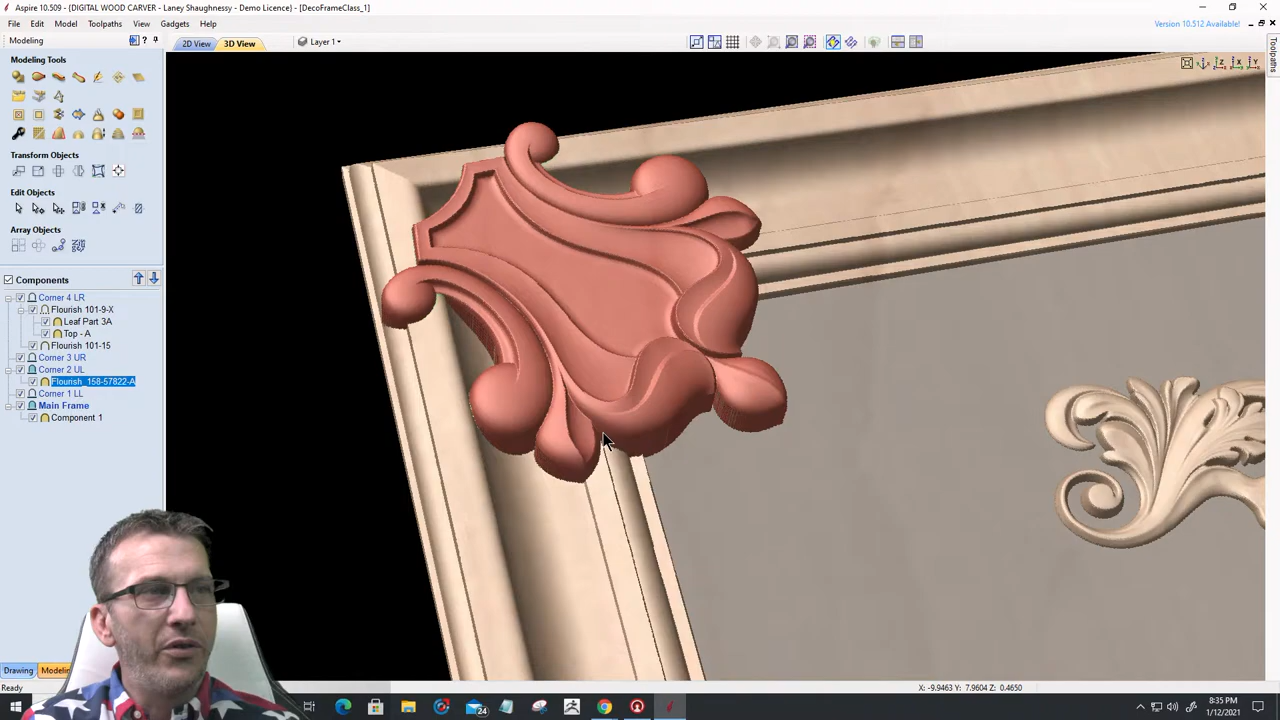 Aspire 10.509 - {DIGITAL WOOD CARVER - Laney Shaughnessy - Demo Licence} - [DecoFrameClass_1]
File Edit Model Toolpaths View Gadgets Help
Version 10.512 Available!
Modeling
2D View 3D View Layer 1
Toolpaths
Modeling Tools
Transform Objects
Edit Objects
Array Objects
Components
Corner 4 LR
Flourish 101-9-X
Leaf Part 3A
Top - A
Flourish 101-15
Corner 3 UR
Corner 2 UL
Flourish_158-57822-A
Corner 1 LL
Main Frame
Component 1
Drawing Modeling
Ready
X: -9.9463 Y: 7.9604 Z: 0.4650
24
8:35 PM
1/12/2021